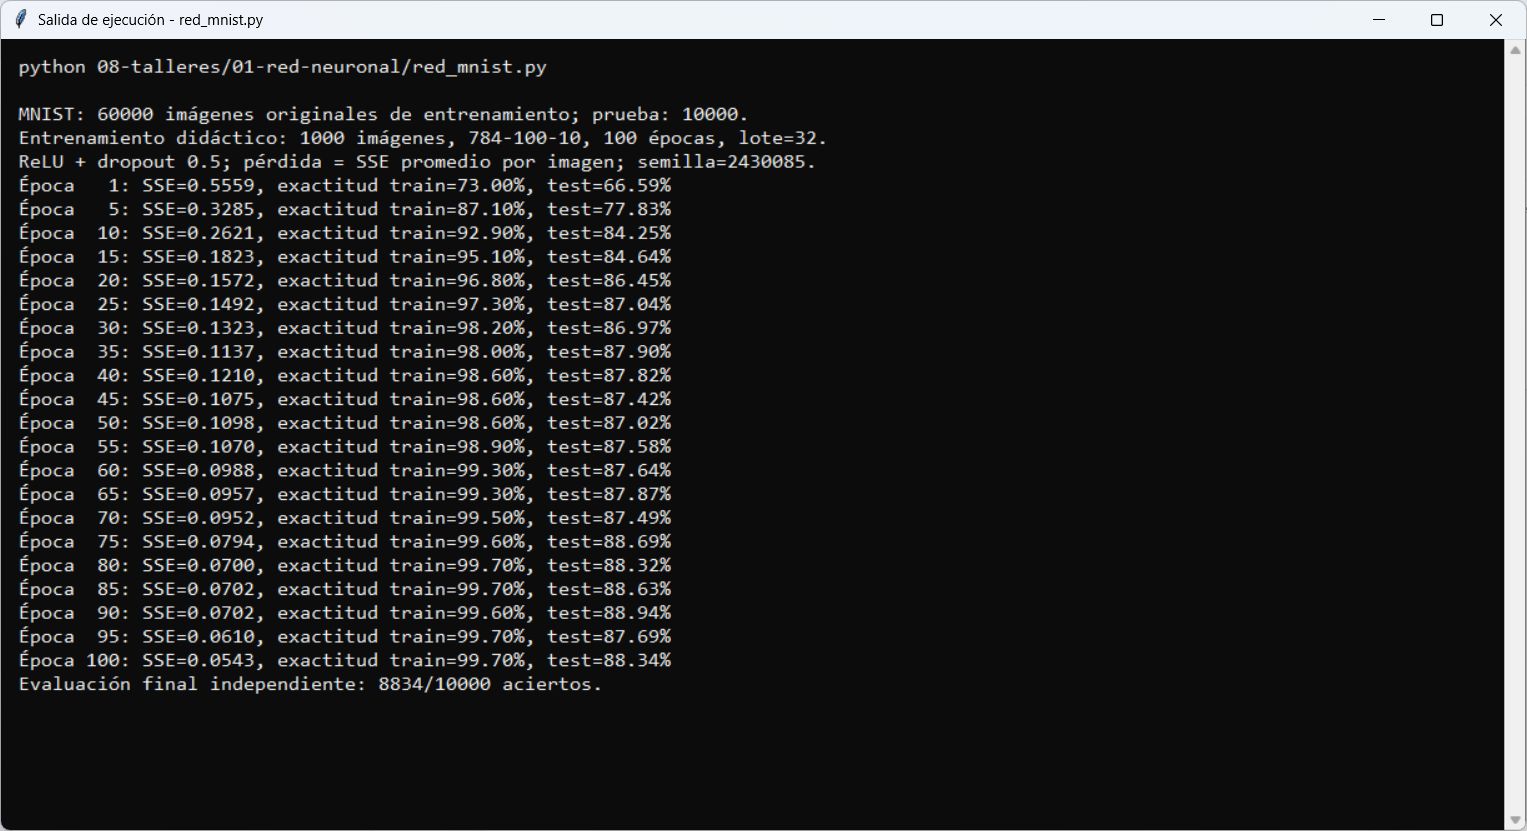 Salida de ejecución - red_mnist.py
python 08-talleres/01-red-neuronal/red_mnist.py
MNIST: 60000 imágenes originales de entrenamiento; prueba: 10000.
Entrenamiento didáctico: 1000 imágenes, 784-100-10, 100 épocas, lote=32.
ReLU + dropout 0.5; pérdida = SSE promedio por imagen; semilla=2430085.
Época   1: SSE=0.5559, exactitud train=73.00%, test=66.59%
Época   5: SSE=0.3285, exactitud train=87.10%, test=77.83%
Época  10: SSE=0.2621, exactitud train=92.90%, test=84.25%
Época  15: SSE=0.1823, exactitud train=95.10%, test=84.64%
Época  20: SSE=0.1572, exactitud train=96.80%, test=86.45%
Época  25: SSE=0.1492, exactitud train=97.30%, test=87.04%
Época  30: SSE=0.1323, exactitud train=98.20%, test=86.97%
Época  35: SSE=0.1137, exactitud train=98.00%, test=87.90%
Época  40: SSE=0.1210, exactitud train=98.60%, test=87.82%
Época  45: SSE=0.1075, exactitud train=98.60%, test=87.42%
Época  50: SSE=0.1098, exactitud train=98.60%, test=87.02%
Época  55: SSE=0.1070, exactitud train=98.90%, test=87.58%
Época  60: SSE=0.0988, exactitud train=99.30%, test=87.64%
Época  65: SSE=0.0957, exactitud train=99.30%, test=87.87%
Época  70: SSE=0.0952, exactitud train=99.50%, test=87.49%
Época  75: SSE=0.0794, exactitud train=99.60%, test=88.69%
Época  80: SSE=0.0700, exactitud train=99.70%, test=88.32%
Época  85: SSE=0.0702, exactitud train=99.70%, test=88.63%
Época  90: SSE=0.0702, exactitud train=99.60%, test=88.94%
Época  95: SSE=0.0610, exactitud train=99.70%, test=87.69%
Época 100: SSE=0.0543, exactitud train=99.70%, test=88.34%
Evaluación final independiente: 8834/10000 aciertos.